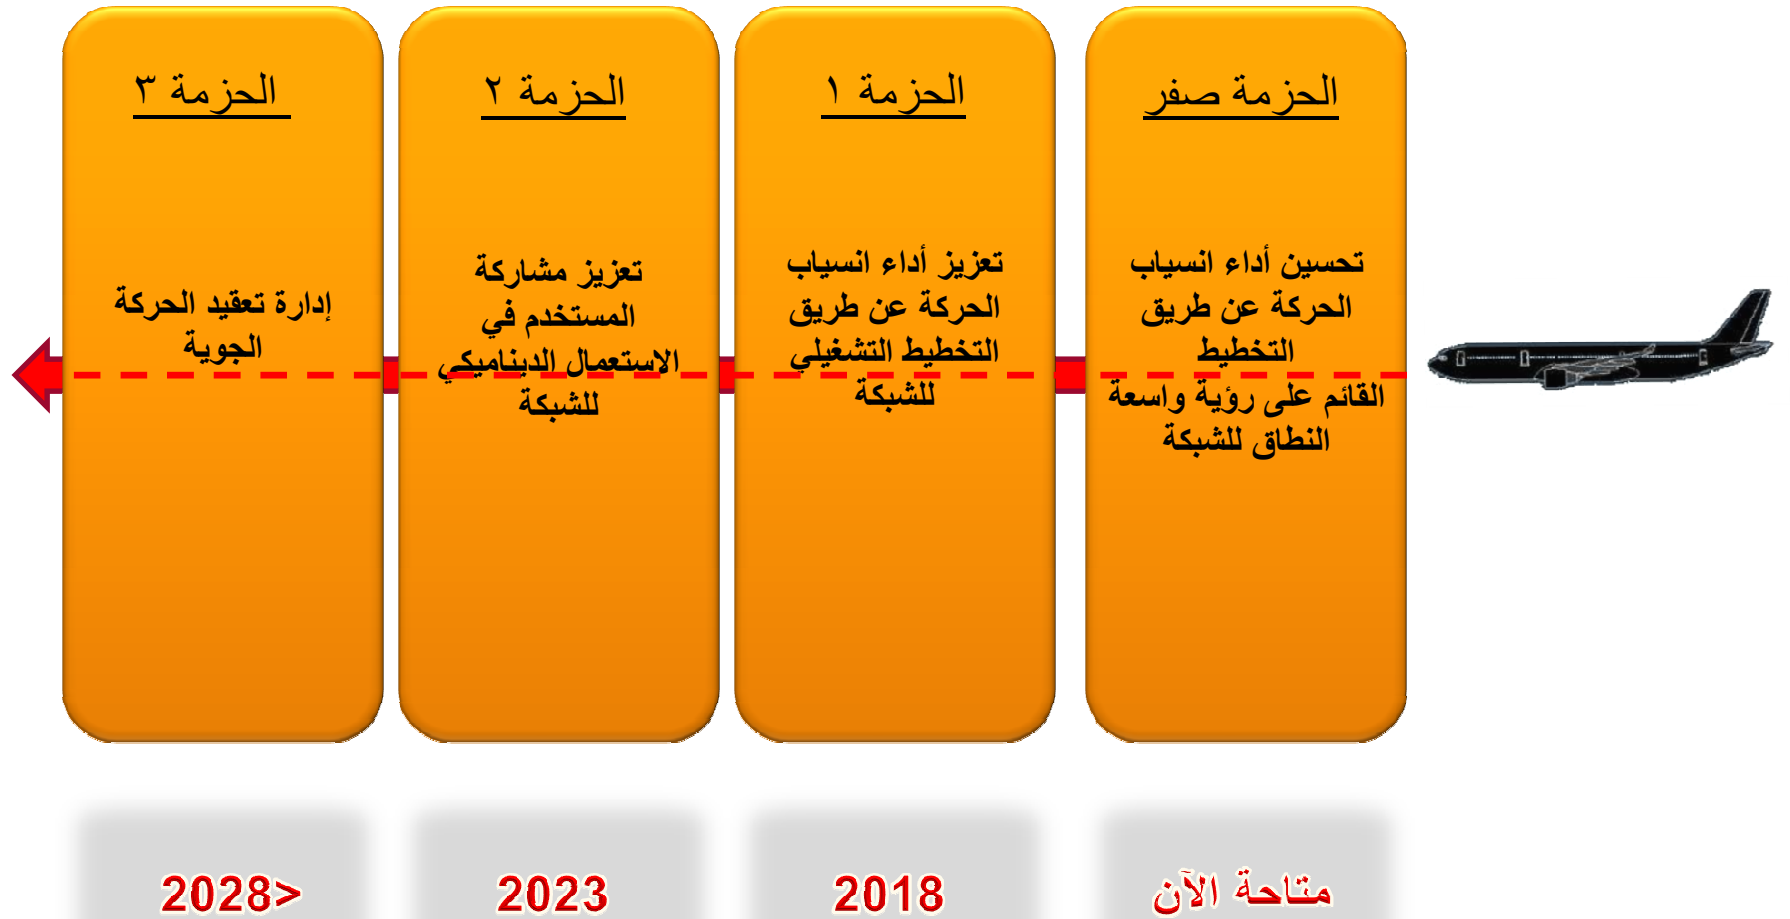 الحزمة صفر
تحسين أداء انسياب
الحركة عن طريق
التخطيط
القائم على رؤية واسعة
النطاق للشبكة
متاحة الآن
الحزمة ١
تعزيز أداء انسياب
الحركة عن طريق
التخطيط التشغيلي
للشبكة
2018
الحزمة ٢
تعزيز مشاركة
المستخدم في
الاستعمال الديناميكي
للشبكة
2023
الحزمة ٣
إدارة تعقيد الحركة
الجوية
2028>